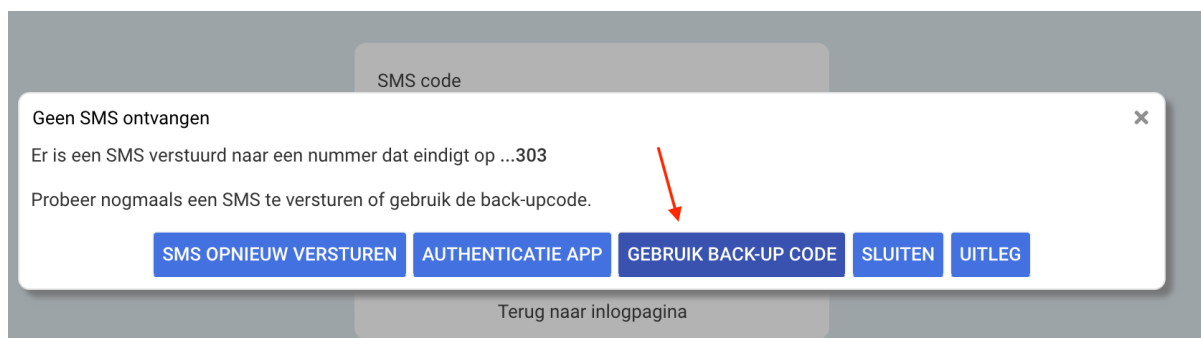 SMS code
Geen SMS ontvangen
Er is een SMS verstuurd naar een nummer dat eindigt op ...303
Probeer nogmaals een SMS te versturen of gebruik de back-upcode.
SMS OPNIEUW VERSTUREN AUTHENTICATIE APP GEBRUIK BACK-UP CODE SLUITEN UITLEG
Terug naar inlogpagina